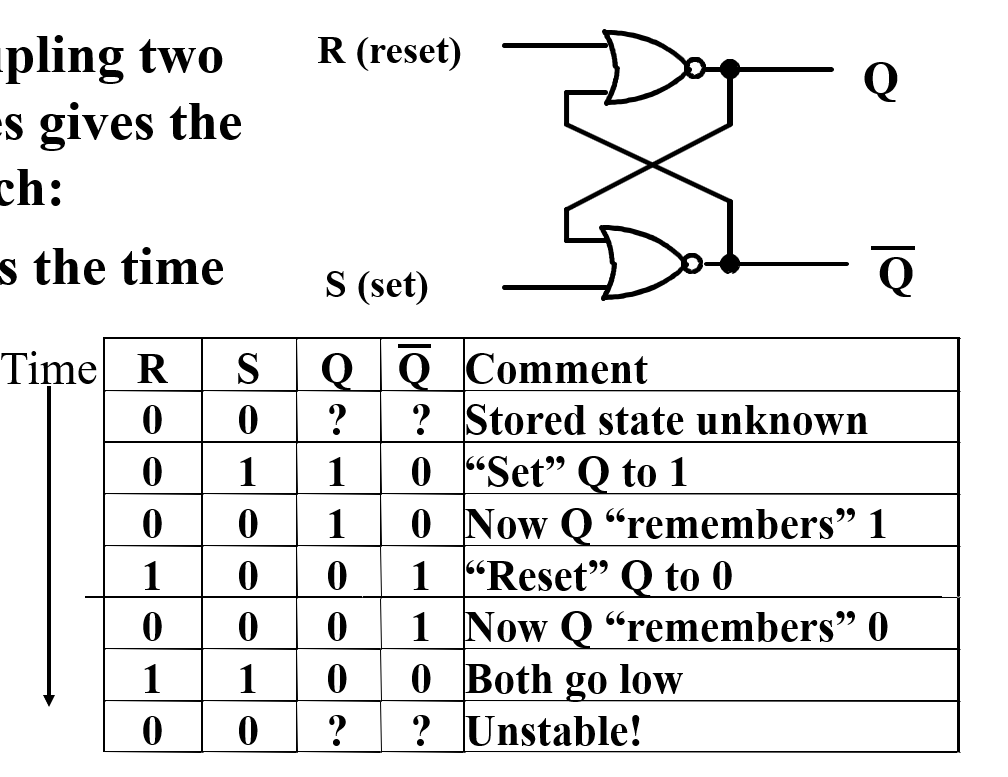 pling two
es gives the
ch:
s the time
R (reset)
Q
S (set)
Q̅
Time R S Q Q̅ Comment
0 0 ? ? Stored state unknown
0 1 1 0 “Set” Q to 1
0 0 1 0 Now Q “remembers” 1
1 0 0 1 “Reset” Q to 0
0 0 0 1 Now Q “remembers” 0
1 1 0 0 Both go low
0 0 ? ? Unstable!